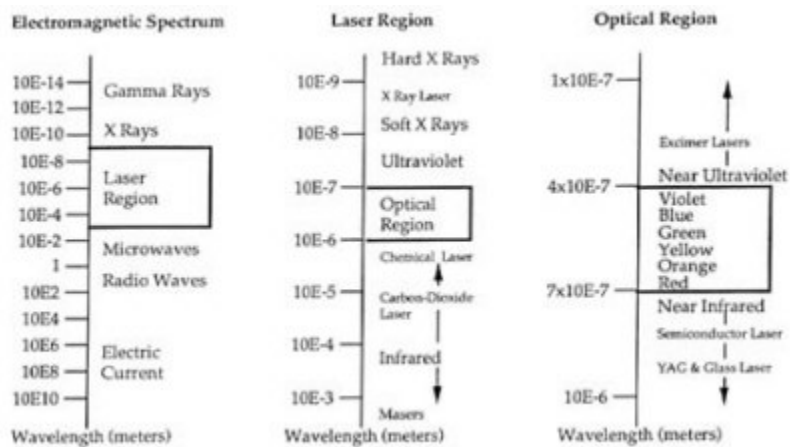 Electromagnetic Spectrum
10E-14
Gamma Rays
10E-12
10E-10
X Rays
10E-8
Laser
10E-6
Region
10E-4
10E-2
Microwaves
1
Radio Waves
10E2
10E4
10E6
Electric
10E8
Current
10E10
Wavelength (meters)
Laser Region
Hard X Rays
10E-9
X Ray Laser
10E-8
Soft X Rays
Ultraviolet
10E-7
Optical
Region
10E-6
Chemical Laser
10E-5
Carbon-Dioxide
Laser
10E-4
Infrared
10E-3
Masers
Wavelength (meters)
Optical Region
1x10E-7
Excimer Lasers
Near Ultraviolet
4x10E-7
Violet
Blue
Green
Yellow
Orange
Red
7x10E-7
Near Infrared
Semiconductor Laser
YAG & Glass Laser
10E-6
Wavelength (meters)